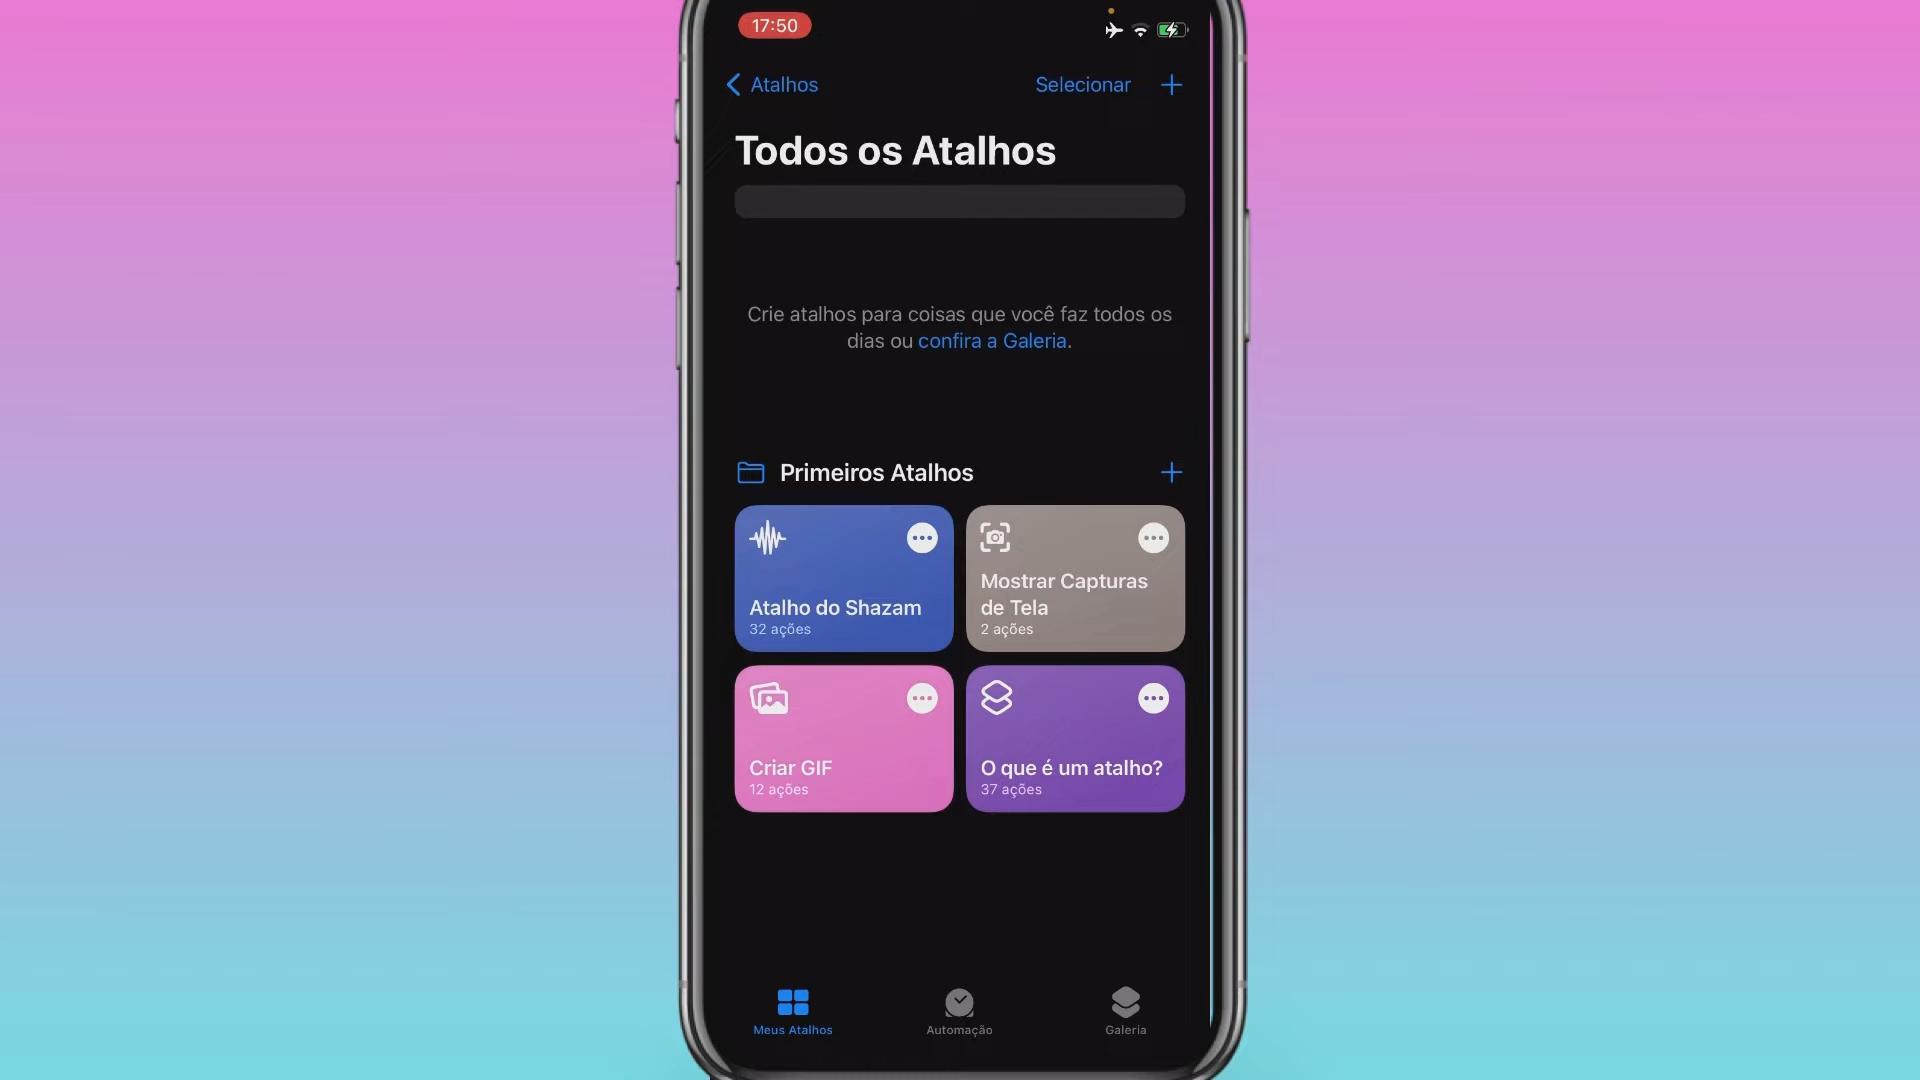 17:50
Atalhos
Selecionar
Todos os Atalhos
Crie atalhos para coisas que você faz todos os
dias ou confira a Galeria.
Primeiros Atalhos
Atalho do Shazam
32 ações
Mostrar Capturas
de Tela
2 ações
Criar GIF
12 ações
O que é um atalho?
37 ações
Meus Atalhos
Automação
Galeria